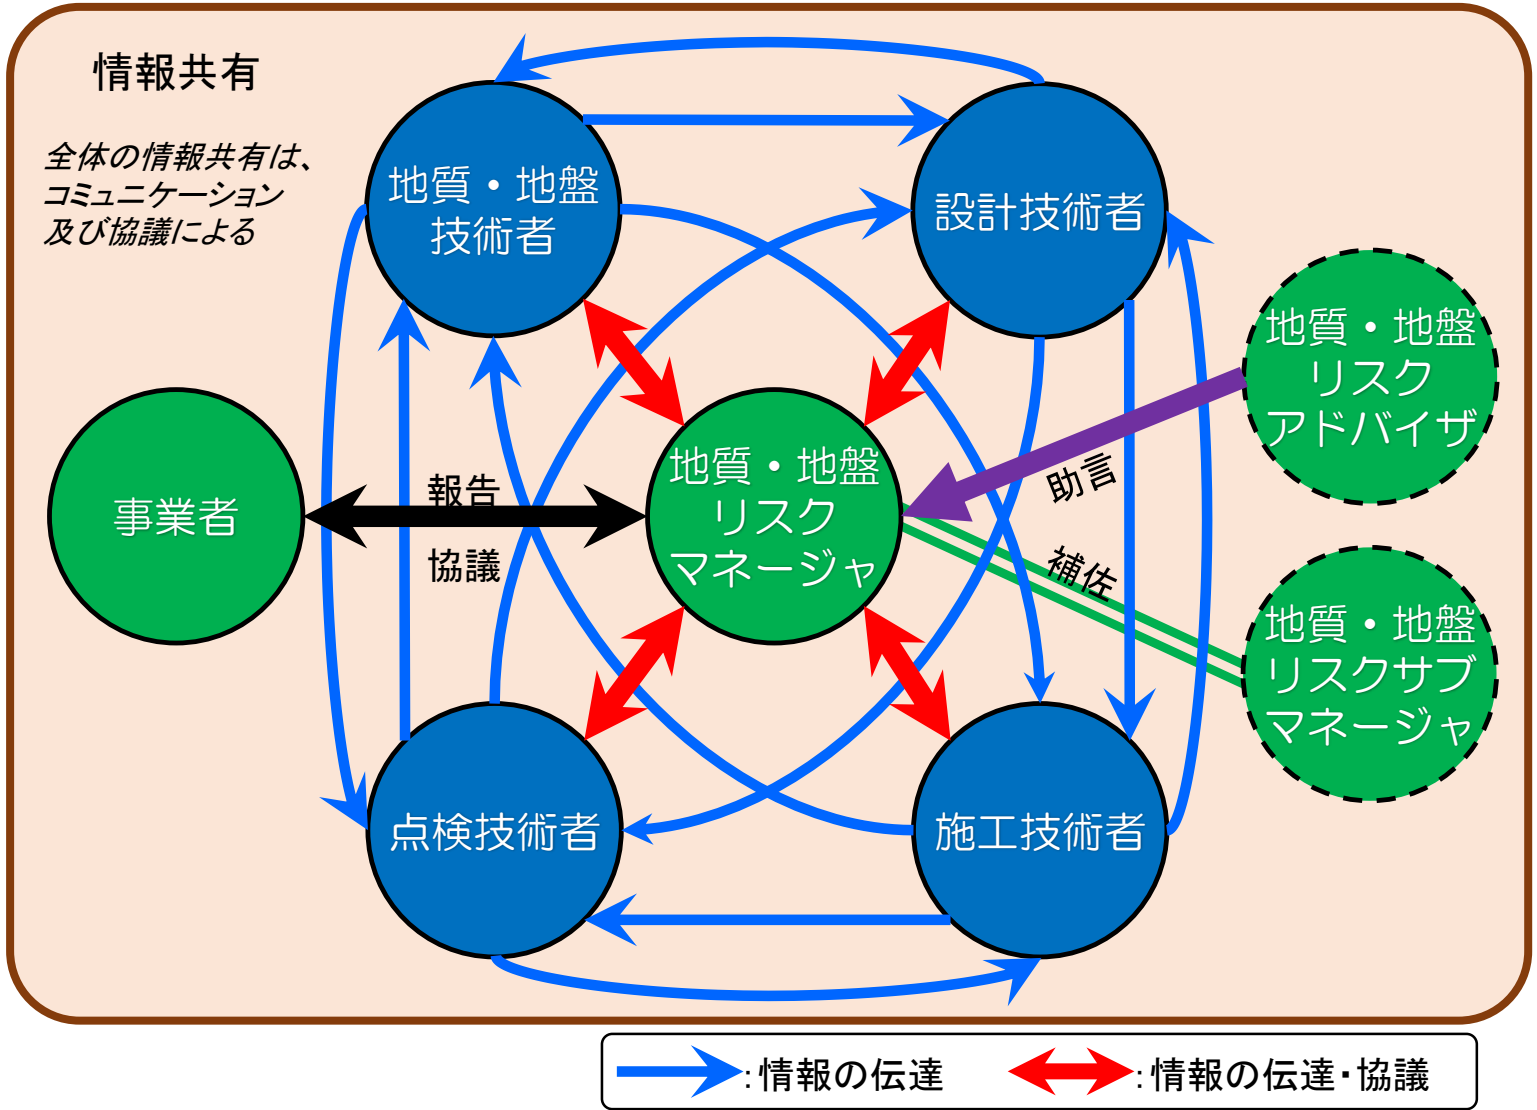 情報共有
全体の情報共有は、
コミュニケーション
及び協議による
地質・地盤
技術者
設計技術者
地質・地盤
リスク
アドバイザ
事業者
報告
協議
地質・地盤
リスク
マネージャ
助言
補佐
地質・地盤
リスクサブ
マネージャ
点検技術者
施工技術者
:情報の伝達
:情報の伝達・協議